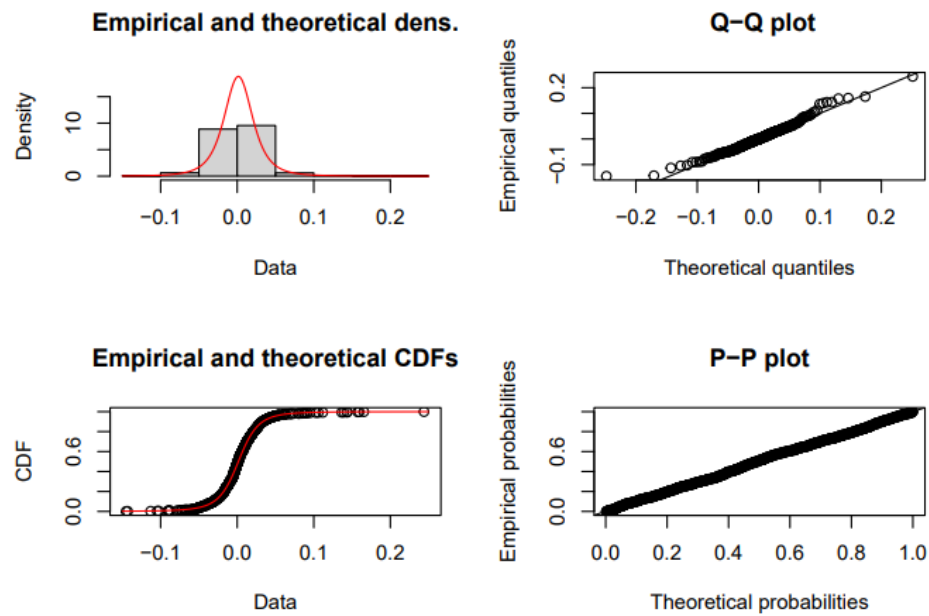 Empirical and theoretical dens.
Density
10
0
−0.1 0.0 0.1 0.2
Data
Q−Q plot
Empirical quantiles
0.2
−0.1
−0.2 −0.1 0.0 0.1 0.2
Theoretical quantiles
Empirical and theoretical CDFs
CDF
0.6
0.0
−0.1 0.0 0.1 0.2
Data
P−P plot
Empirical probabilities
0.6
0.0
0.0 0.2 0.4 0.6 0.8 1.0
Theoretical probabilities